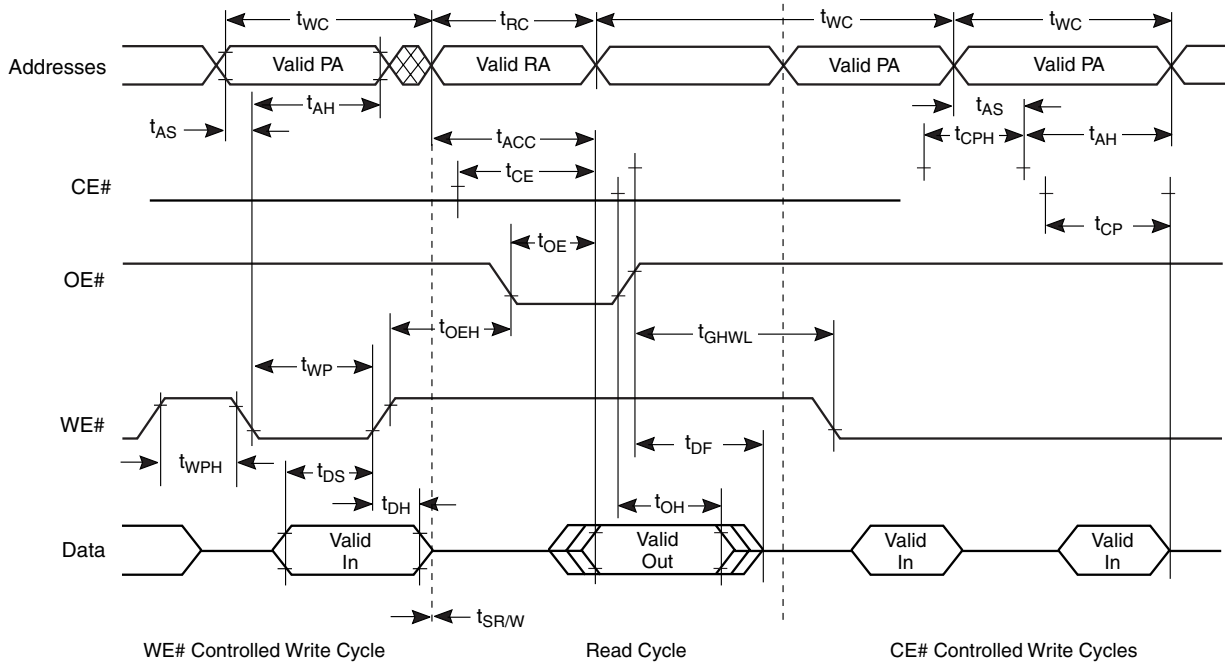 tWC tRC tWC tWC
Addresses Valid PA Valid RA Valid PA Valid PA
tAH tAS
tAS tACC tCPH tAH
CE# tCE
tCP
OE# tOE
tOEH tGHWL
tWP
WE#
tWPH tDS tDF
tDH tOH
Data Valid In Valid Out Valid In Valid In
tSR/W
WE# Controlled Write Cycle Read Cycle CE# Controlled Write Cycles